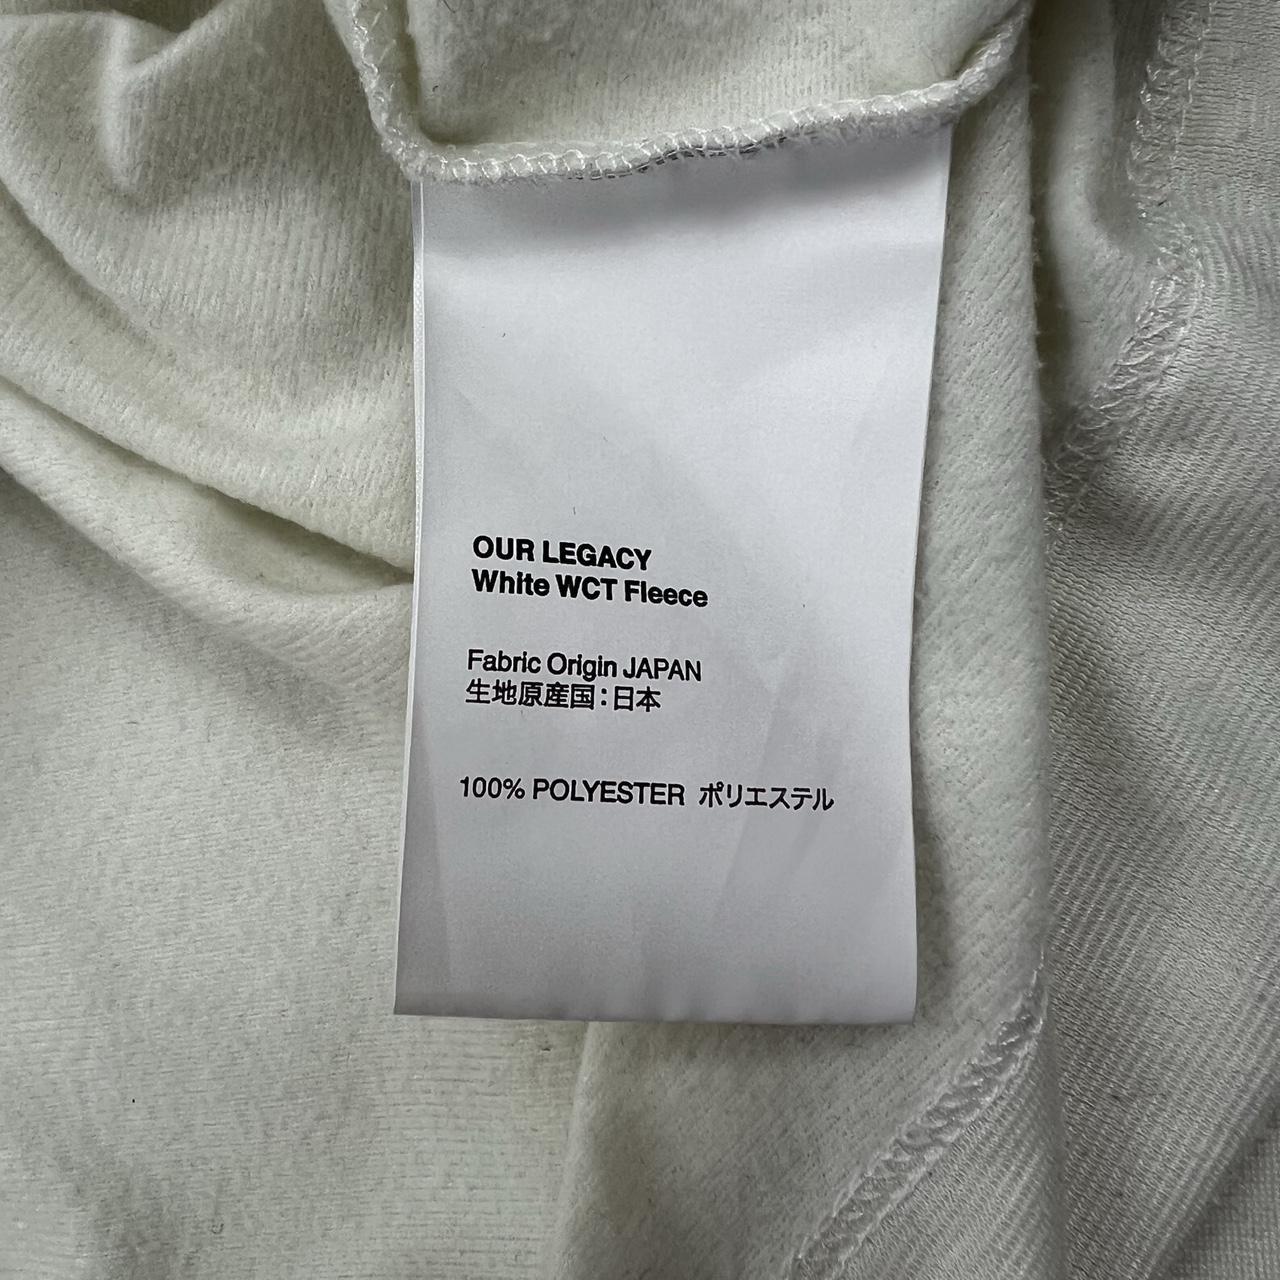 OUR LEGACY
White WCT Fleece
Fabric Origin JAPAN
生地原産国：日本
100% POLYESTER ポリエステル